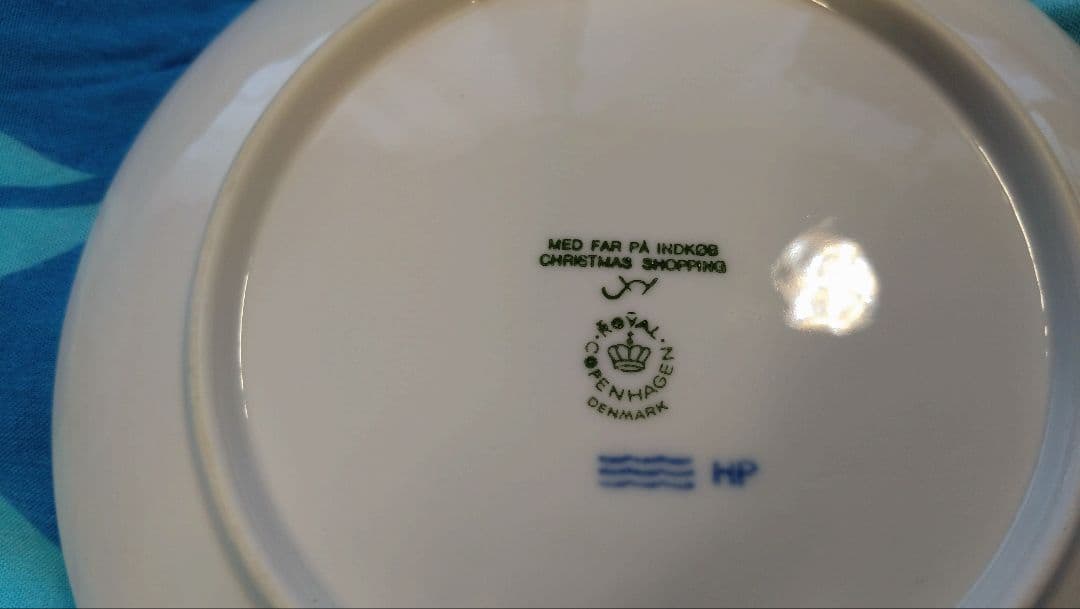 MED FAR PÅ INDKØB
CHRISTMAS SHOPPING
ROYAL
COPENHAGEN
DENMARK
HP